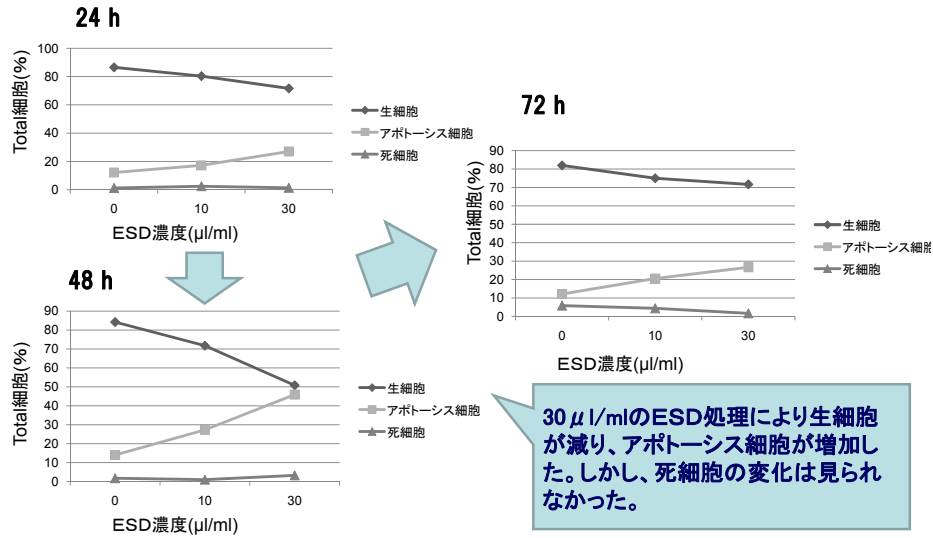 24 h
Total細胞(%)
100
80
60
40
20
0
0 10 30
ESD濃度(μl/ml)
生細胞
アポトーシス細胞
死細胞
48 h
Total細胞(%)
90
80
70
60
50
40
30
20
10
0
0 10 30
ESD濃度(μl/ml)
生細胞
アポトーシス細胞
死細胞
72 h
Total細胞(%)
90
80
70
60
50
40
30
20
10
0
0 10 30
ESD濃度(μl/ml)
生細胞
アポトーシス細胞
死細胞
30μl/mlのESD処理により生細胞
が減り、アポトーシス細胞が増加し
た。しかし、死細胞の変化は見られ
なかった。